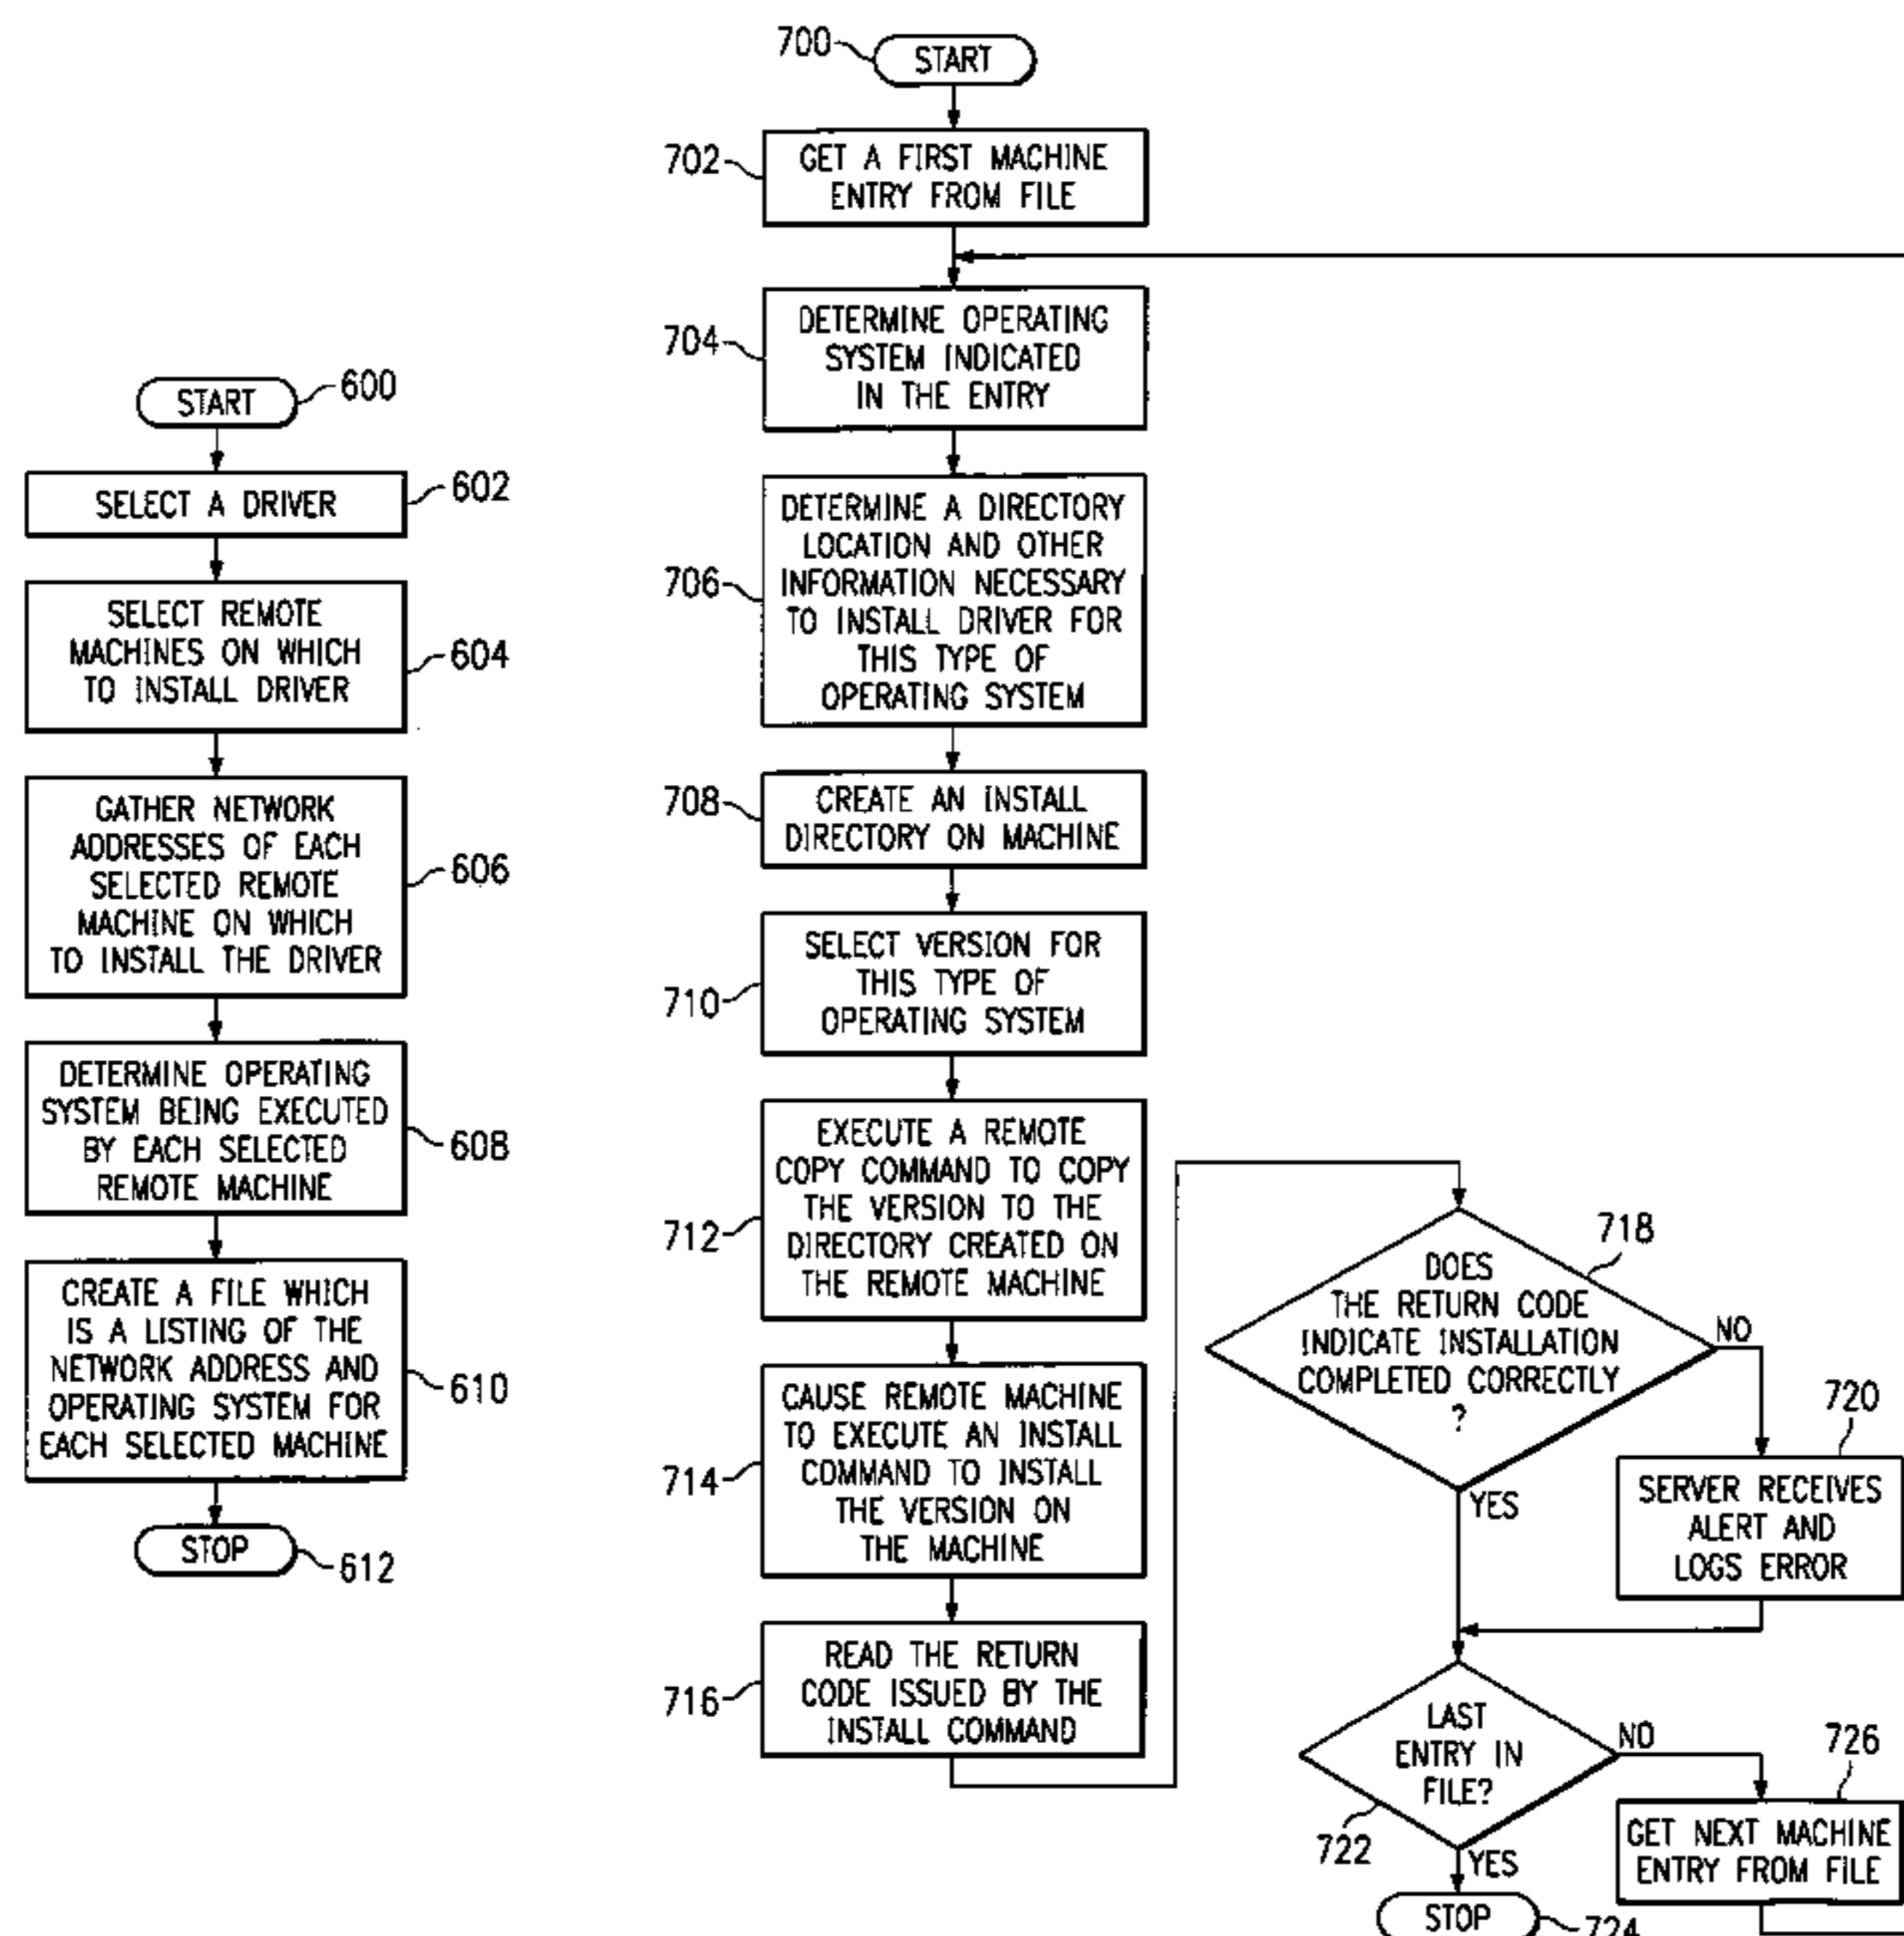 START
600
SELECT A DRIVER
602
SELECT REMOTE
MACHINES ON WHICH
TO INSTALL DRIVER
604
GATHER NETWORK
ADDRESSES OF EACH
SELECTED REMOTE
MACHINE ON WHICH
TO INSTALL THE DRIVER
606
DETERMINE OPERATING
SYSTEM BEING EXECUTED
BY EACH SELECTED
REMOTE MACHINE
608
CREATE A FILE WHICH
IS A LISTING OF THE
NETWORK ADDRESS AND
OPERATING SYSTEM FOR
EACH SELECTED MACHINE
610
STOP
612
700
START
702
GET A FIRST MACHINE
ENTRY FROM FILE
704
DETERMINE OPERATING
SYSTEM INDICATED
IN THE ENTRY
706
DETERMINE A DIRECTORY
LOCATION AND OTHER
INFORMATION NECESSARY
TO INSTALL DRIVER FOR
THIS TYPE OF
OPERATING SYSTEM
708
CREATE AN INSTALL
DIRECTORY ON MACHINE
710
SELECT VERSION FOR
THIS TYPE OF
OPERATING SYSTEM
712
EXECUTE A REMOTE
COPY COMMAND TO COPY
THE VERSION TO THE
DIRECTORY CREATED ON
THE REMOTE MACHINE
714
CAUSE REMOTE MACHINE
TO EXECUTE AN INSTALL
COMMAND TO INSTALL
THE VERSION ON
THE MACHINE
716
READ THE RETURN
CODE ISSUED BY THE
INSTALL COMMAND
718
DOES
THE RETURN CODE
INDICATE INSTALLATION
COMPLETED CORRECTLY
?
NO
YES
720
SERVER RECEIVES
ALERT AND
LOGS ERROR
LAST
ENTRY IN
FILE?
722
NO
YES
726
GET NEXT MACHINE
ENTRY FROM FILE
STOP
724